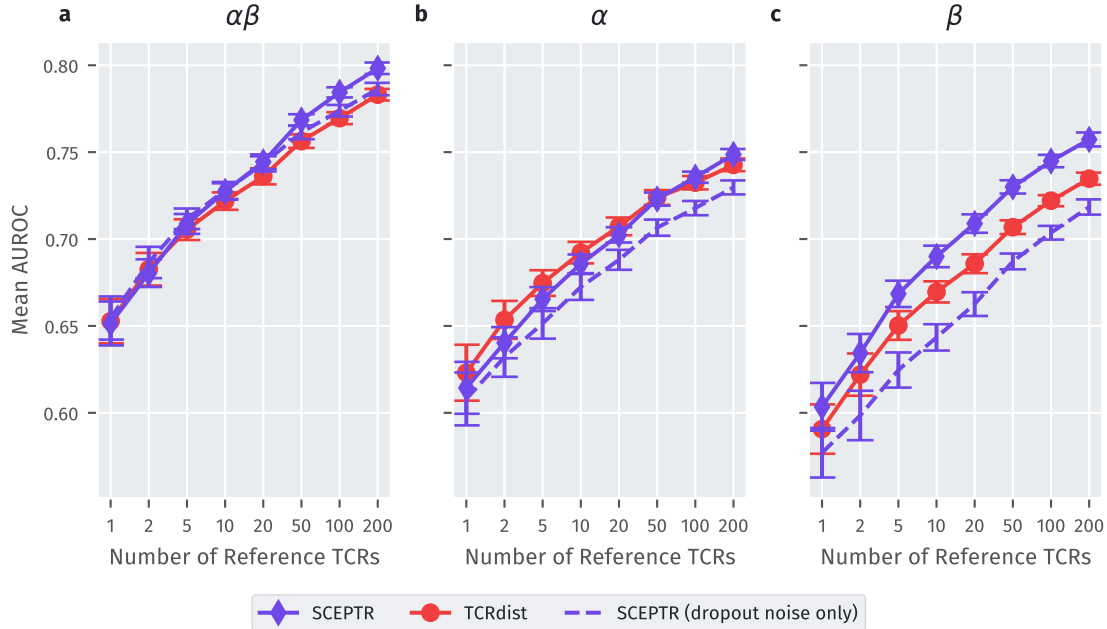 a αβ b α c β
Mean AUROC
0.80
0.75
0.70
0.65
0.60
1 2 5 10 20 50 100 200
1 2 5 10 20 50 100 200
1 2 5 10 20 50 100 200
Number of Reference TCRs
Number of Reference TCRs
Number of Reference TCRs
SCEPTR TCRdist SCEPTR (dropout noise only)